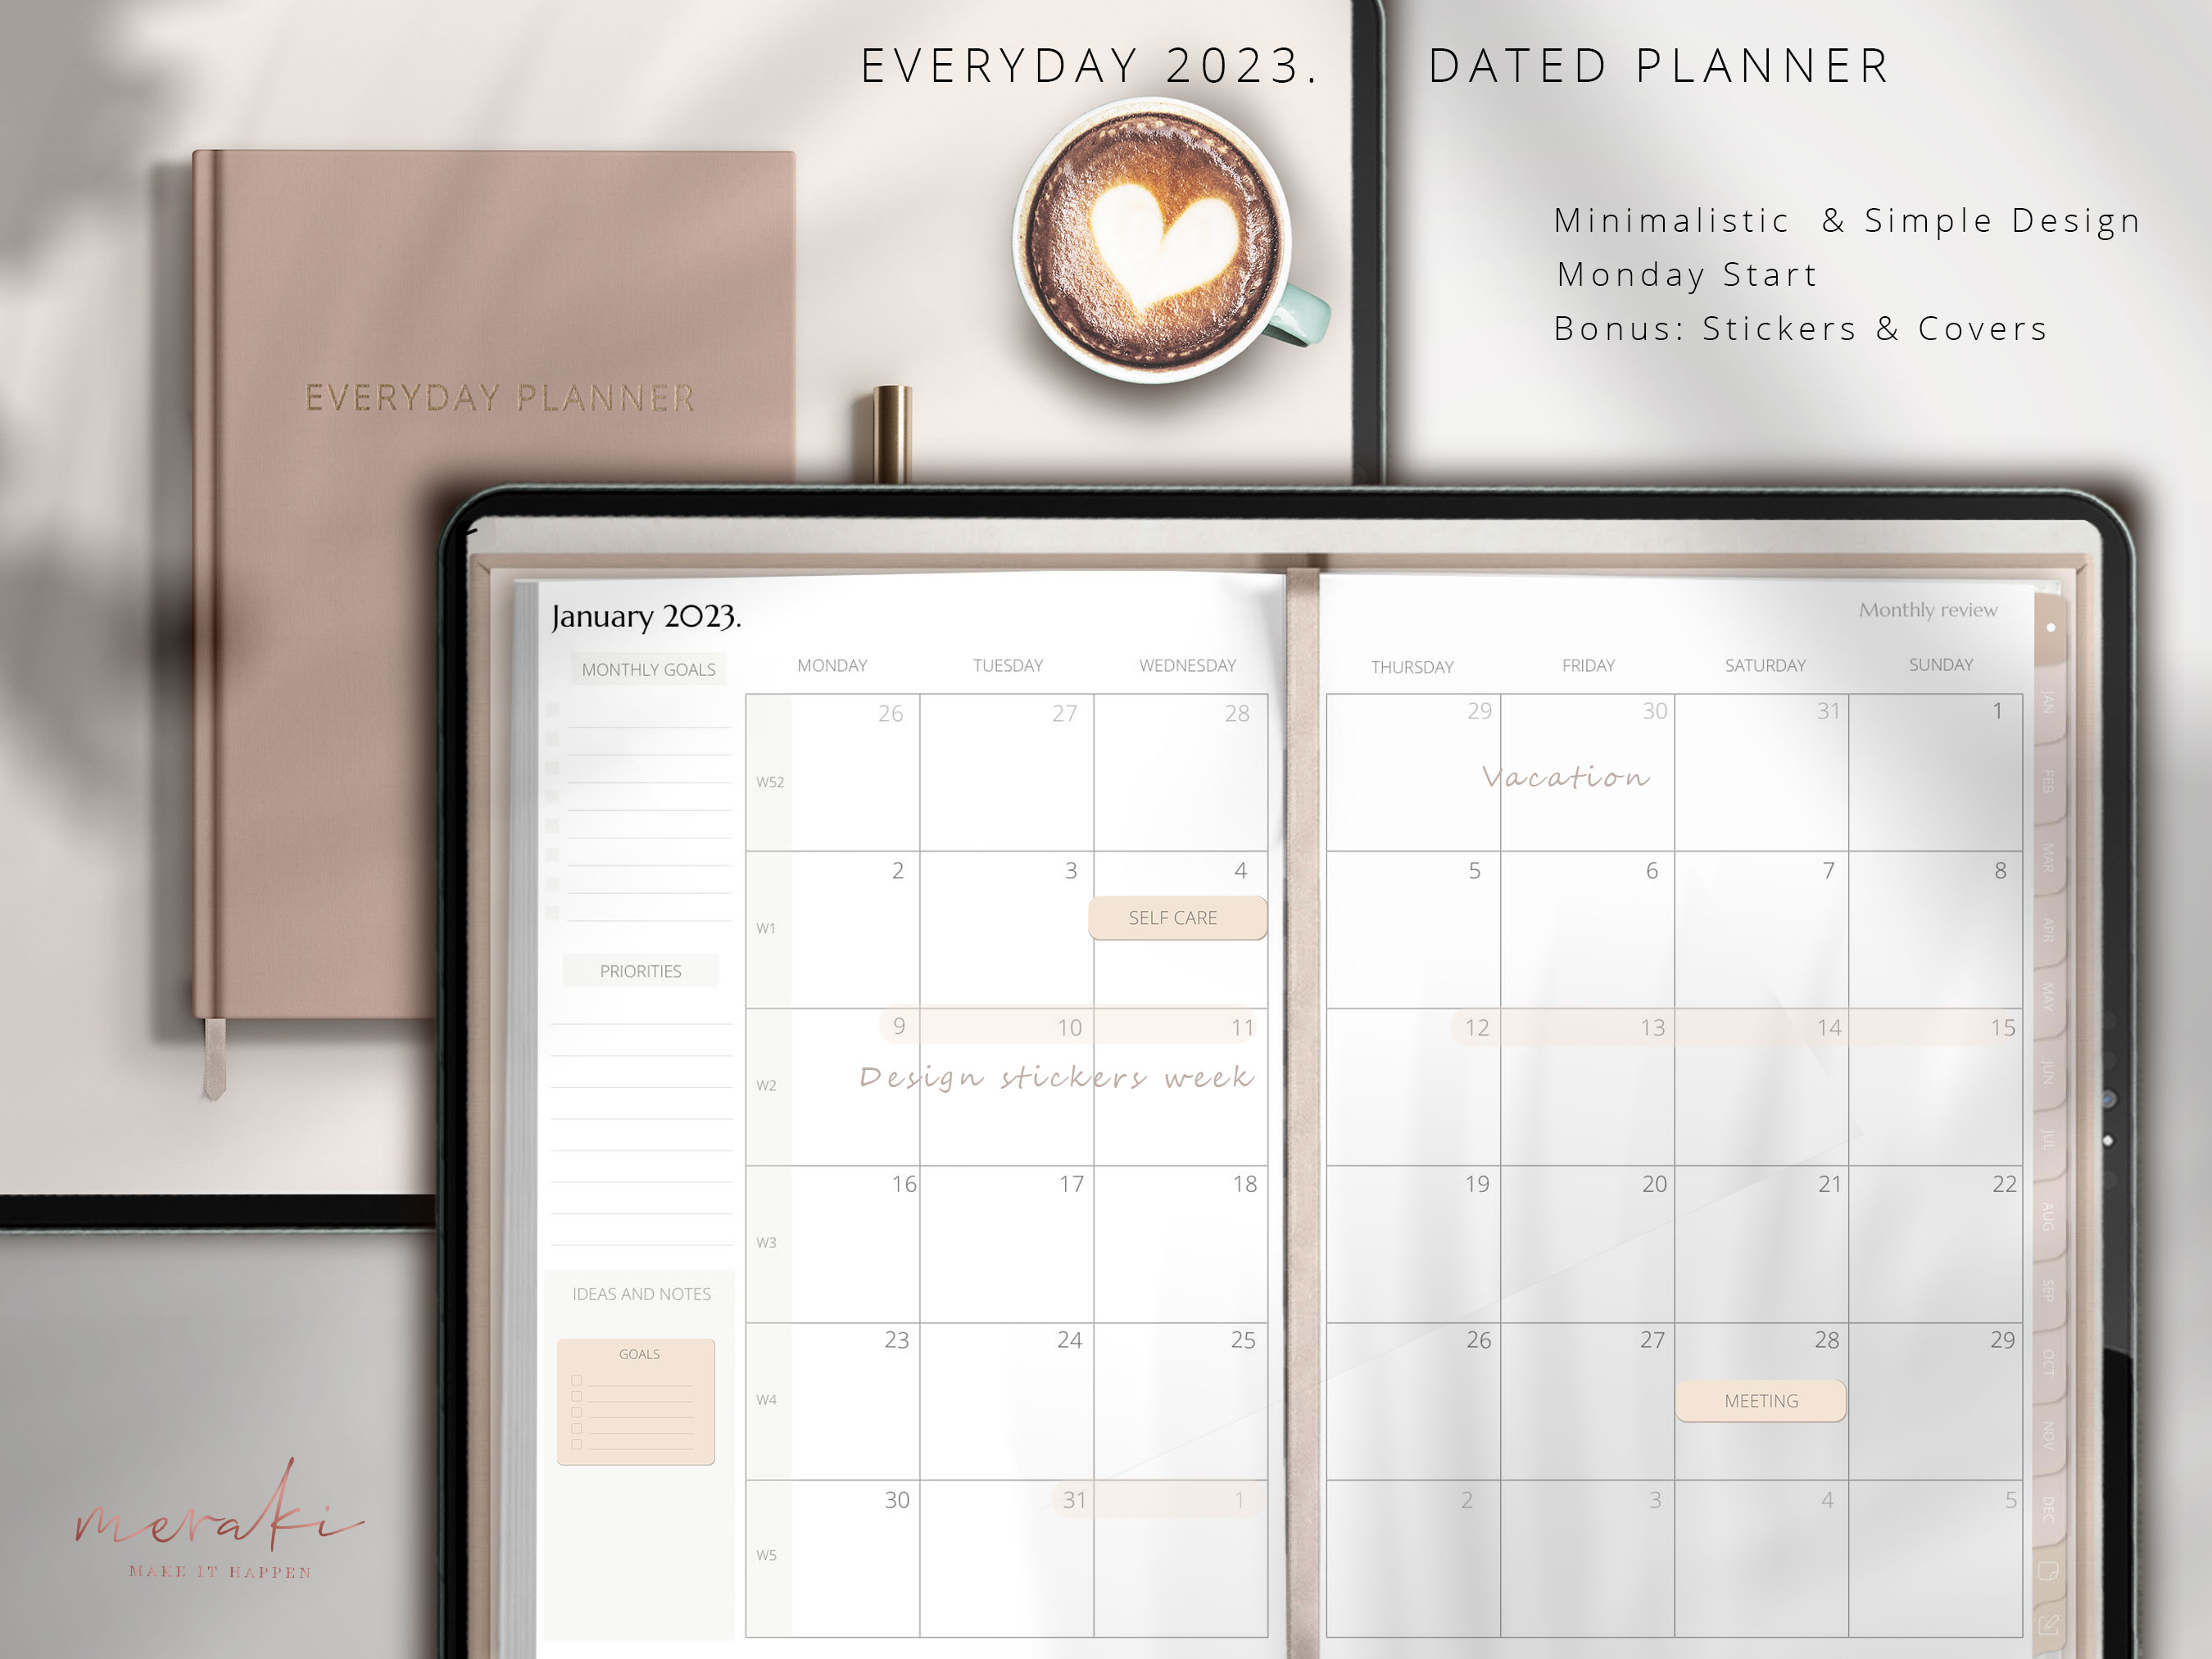 EVERYDAY 2023. DATED PLANNER
Minimalistic & Simple Design
Monday Start
Bonus: Stickers & Covers
EVERYDAY PLANNER
January 2023.
Monthly review
MONTHLY GOALS
MONDAY TUESDAY WEDNESDAY THURSDAY FRIDAY SATURDAY SUNDAY
26 27 28 29 30 31 1
W52
Vacation
2 3 4 5 6 7 8
W1
SELF CARE
PRIORITIES
9 10 11 12 13 14 15
W2
Design stickers week
16 17 18 19 20 21 22
W3
IDEAS AND NOTES
23 24 25 26 27 28 29
GOALS
W4
MEETING
30 31 1 2 3 4 5
W5
JAN
FEB
MAR
APR
MAY
JUN
JUL
AUG
SEP
OCT
NOV
DEC
meraki
MAKE IT HAPPEN